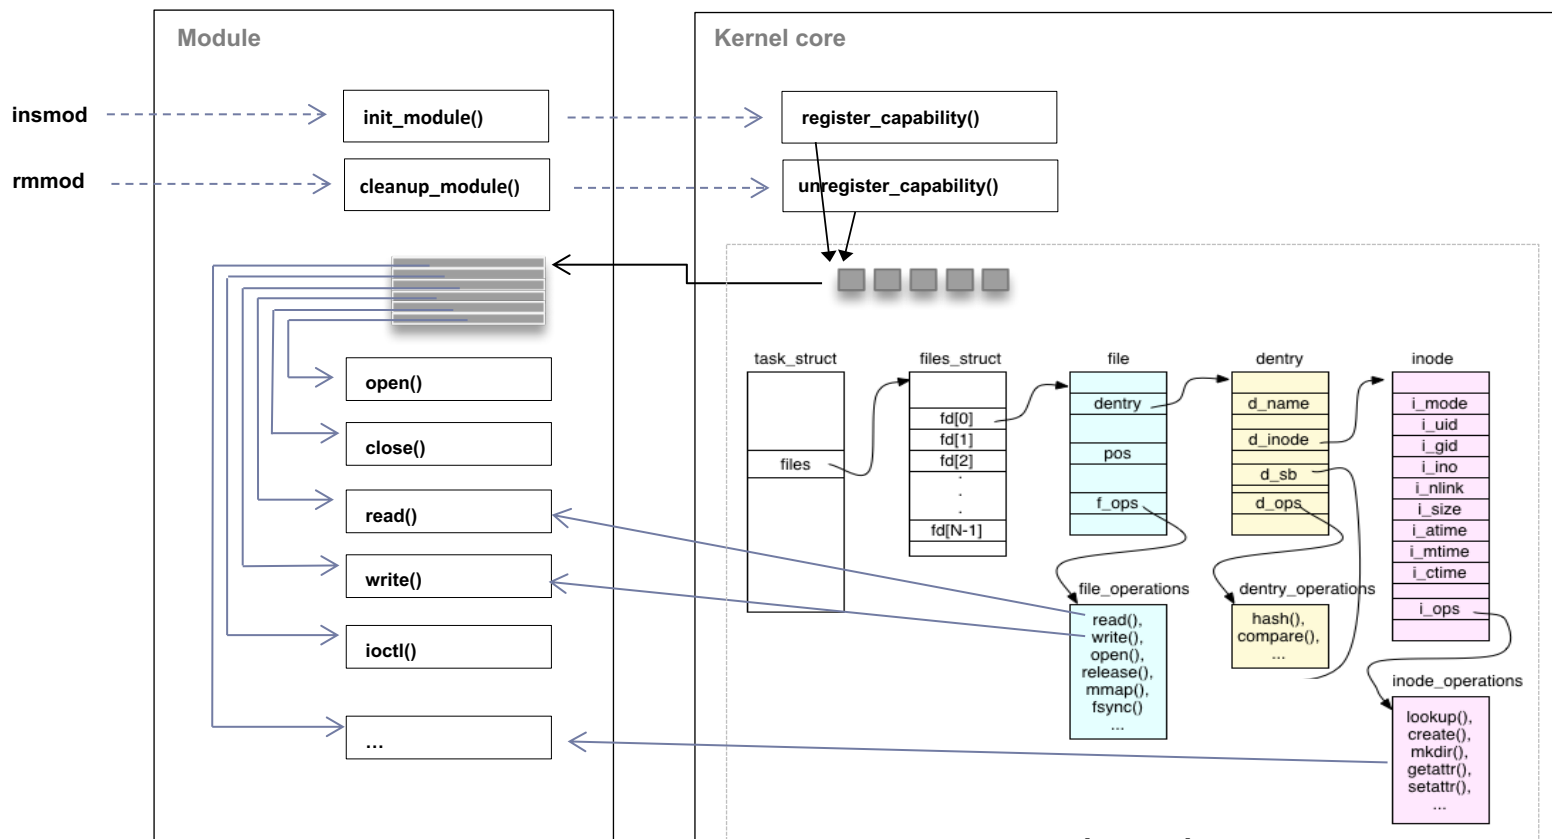 Module
Kernel core
insmod
init_module()
register_capability()
rmmod
cleanup_module()
unregister_capability()
open()
close()
read()
write()
ioctl()
...
task_struct
files
files_struct
fd[0]
fd[1]
fd[2]
.
.
.
fd[N-1]
file
dentry
pos
f_ops
dentry
d_name
d_inode
d_sb
d_ops
inode
i_mode
i_uid
i_gid
i_ino
i_nlink
i_size
i_atime
i_mtime
i_ctime
i_ops
file_operations
read(),
write(),
open(),
release(),
mmap(),
fsync()
...
dentry_operations
hash(),
compare(),
...
inode_operations
lookup(),
create(),
mkdir(),
getattr(),
setattr(),
...